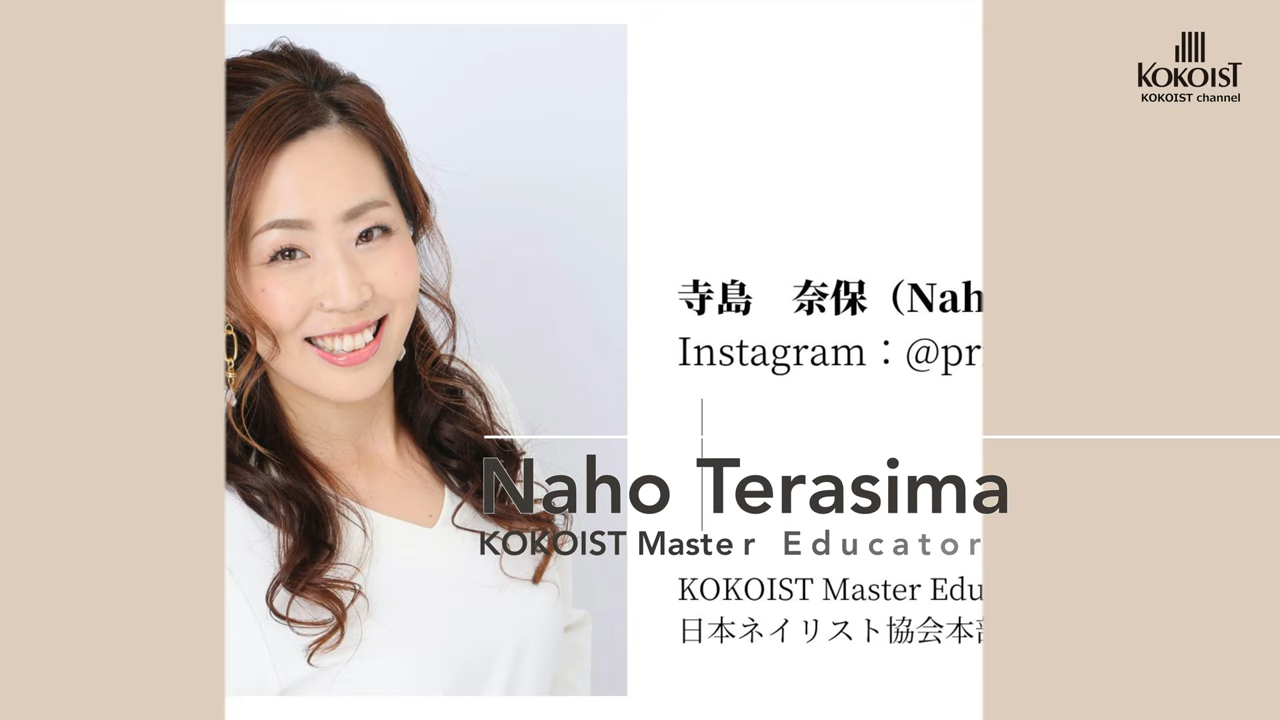 KOKOIST
KOKOIST channel
寺島 奈保（Nah
Instagram：@pr
Naho Terasima
KOKOIST Master Educator
KOKOIST Master Edu
日本ネイリスト協会本